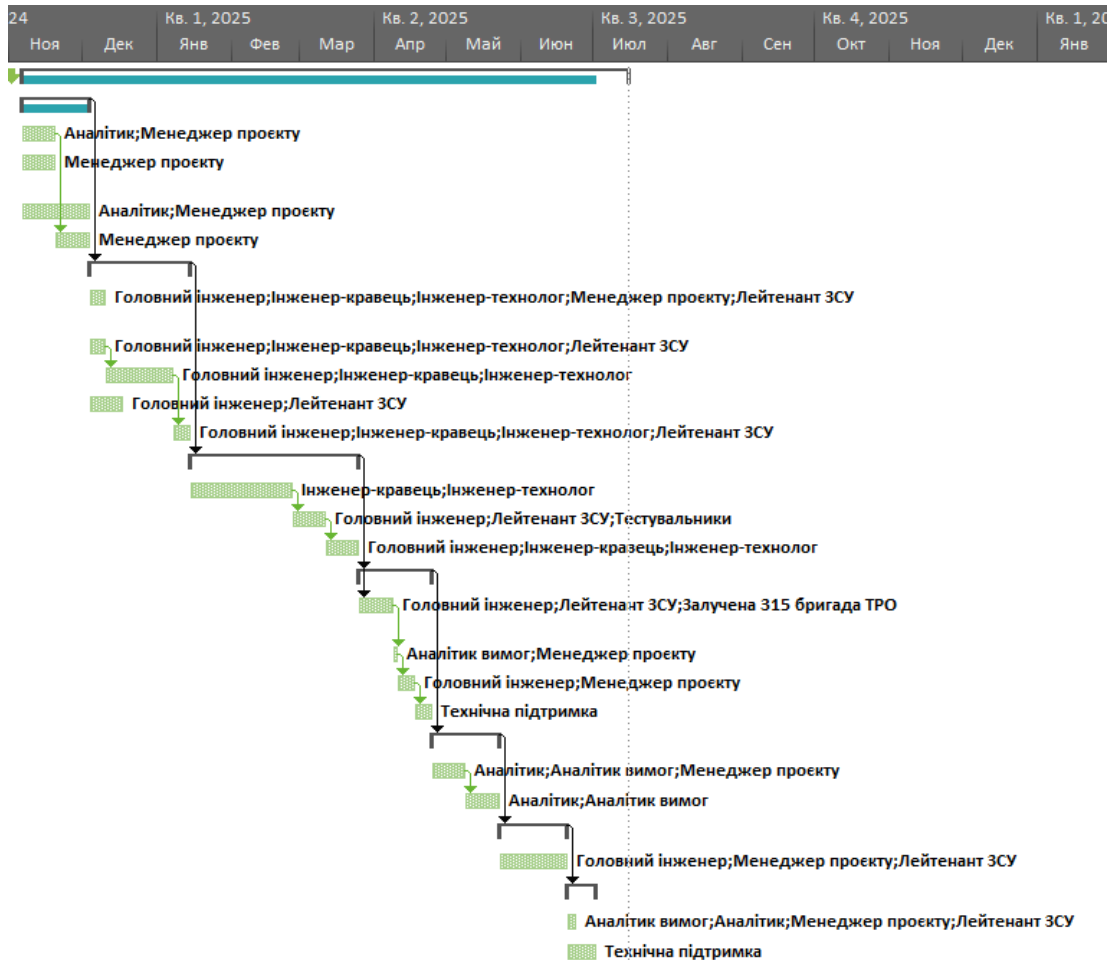 24
Кв. 1, 2025
Кв. 2, 2025
Кв. 3, 2025
Кв. 4, 2025
Кв. 1, 20
Ноя
Дек
Янв
Фев
Мар
Апр
Май
Июн
Июл
Авг
Сен
Окт
Ноя
Дек
Янв
Аналітик;Менеджер проєкту
Менеджер проєкту
Аналітик;Менеджер проєкту
Менеджер проєкту
Головний інженер;Інженер-кравець;Інженер-технолог;Менеджер проєкту;Лейтенант ЗСУ
Головний інженер;Інженер-кравець;Інженер-технолог;Лейтенант ЗСУ
Головний інженер;Інженер-кравець;Інженер-технолог
Головний інженер;Лейтенант ЗСУ
Головний інженер;Інженер-кравець;Інженер-технолог;Лейтенант ЗСУ
Інженер-кравець;Інженер-технолог
Головний інженер;Лейтенант ЗСУ;Тестувальники
Головний інженер;Інженер-кравець;Інженер-технолог
Головний інженер;Лейтенант ЗСУ;Залучена 315 бригада ТРО
Аналітик вимог;Менеджер проєкту
Головний інженер;Менеджер проєкту
Технічна підтримка
Аналітик;Аналітик вимог;Менеджер проєкту
Аналітик;Аналітик вимог
Головний інженер;Менеджер проєкту;Лейтенант ЗСУ
Аналітик вимог;Аналітик;Менеджер проєкту;Лейтенант ЗСУ
Технічна підтримка